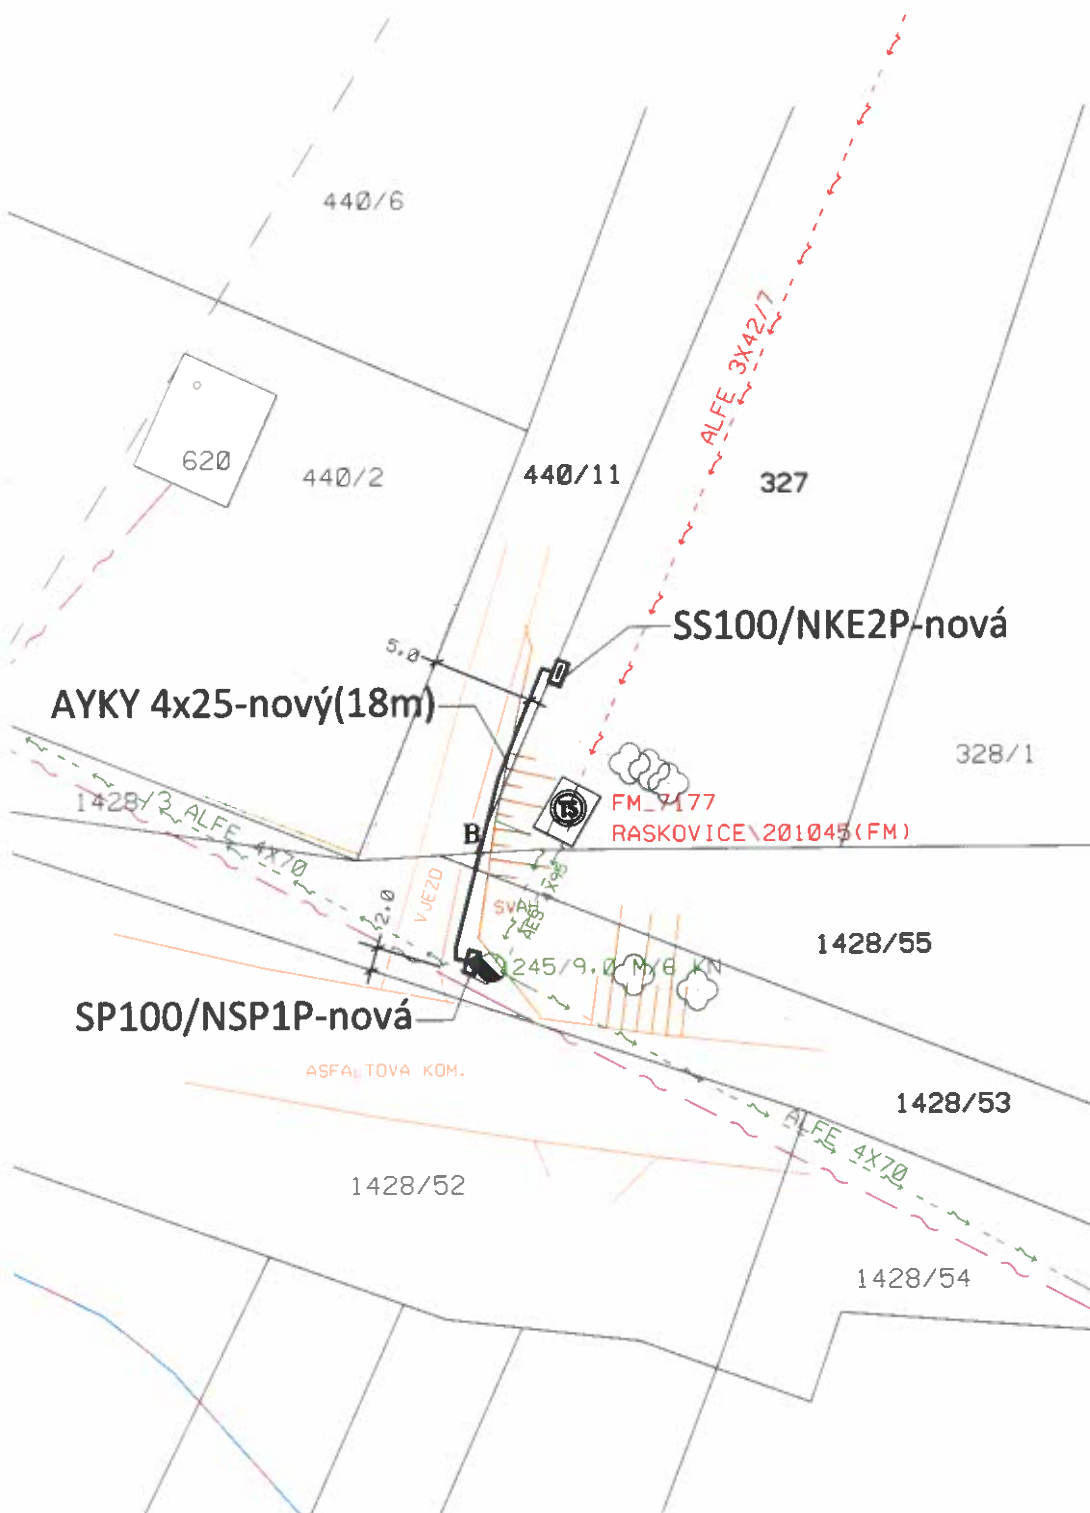 440/6
ALFE 3X42/7
620
440/2
440/11
327
SS100/NKE2P-nová
5,0
AYKY 4x25-nový(18m)
328/1
1428/3
ALFE 4X70
TS
FM_7177
RASKOVICE\201045(FM)
B
VJEZD
2,0
1428/55
245/9.0 M/6 KN
SP100/NSP1P-nová
ASFALTOVA KOM.
1428/53
ALFE 4X70
1428/52
1428/54